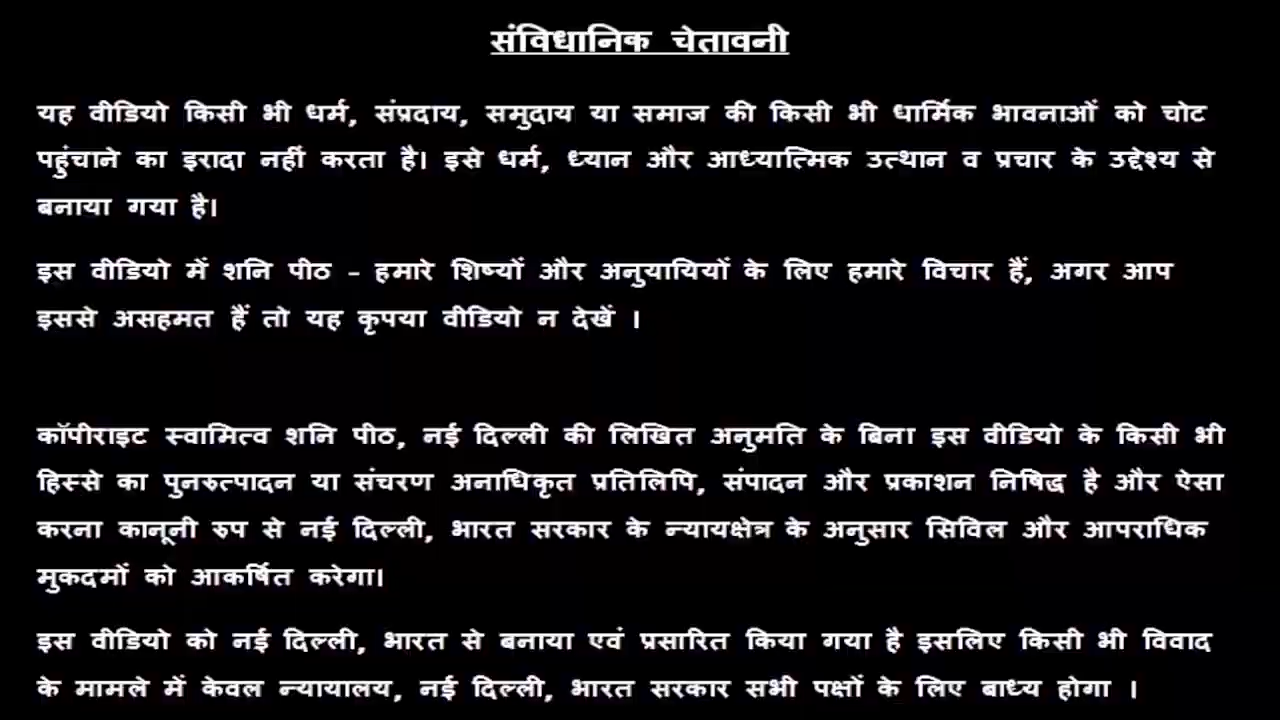 संविधानिक चेतावनी
यह वीडियो किसी भी धर्म, संप्रदाय, समुदाय या समाज की किसी भी धार्मिक भावनाओं को चोट
पहुंचाने का इरादा नहीं करता है। इसे धर्म, ध्यान और आध्यात्मिक उत्थान व प्रचार के उद्देश्य से
बनाया गया है।
इस वीडियो में शनि पीठ – हमारे शिष्यों और अनुयायियों के लिए हमारे विचार हैं, अगर आप
इससे असहमत हैं तो यह कृपया वीडियो न देखें ।
कॉपीराइट स्वामित्व शनि पीठ, नई दिल्ली की लिखित अनुमति के बिना इस वीडियो के किसी भी
हिस्से का पुनरुत्पादन या संचरण अनाधिकृत प्रतिलिपि, संपादन और प्रकाशन निषिद्ध है और ऐसा
करना कानूनी रुप से नई दिल्ली, भारत सरकार के न्यायक्षेत्र के अनुसार सिविल और आपराधिक
मुकदमों को आकर्षित करेगा।
इस वीडियो को नई दिल्ली, भारत से बनाया एवं प्रसारित किया गया है इसलिए किसी भी विवाद
के मामले में केवल न्यायालय, नई दिल्ली, भारत सरकार सभी पक्षों के लिए बाध्य होगा ।